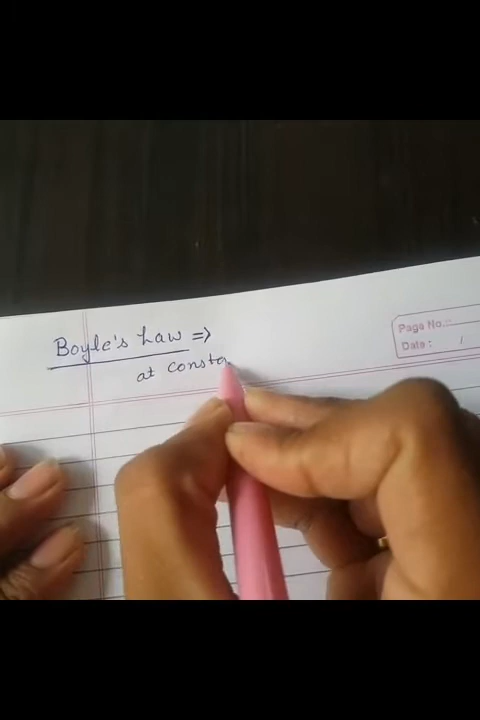 Boyle's Law =>
at consta
Page No.:
Date : /